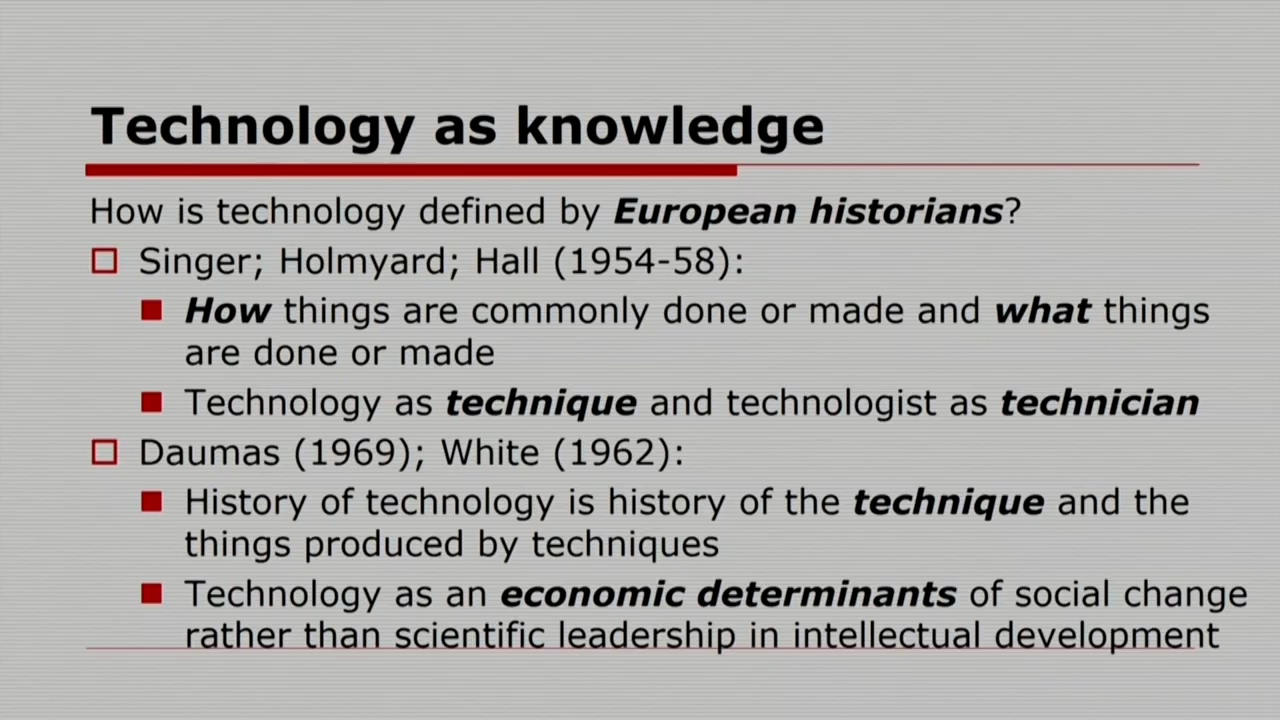 Technology as knowledge
How is technology defined by European historians?
Singer; Holmyard; Hall (1954-58):
How things are commonly done or made and what things
are done or made
Technology as technique and technologist as technician
Daumas (1969); White (1962):
History of technology is history of the technique and the
things produced by techniques
Technology as an economic determinants of social change
rather than scientific leadership in intellectual development